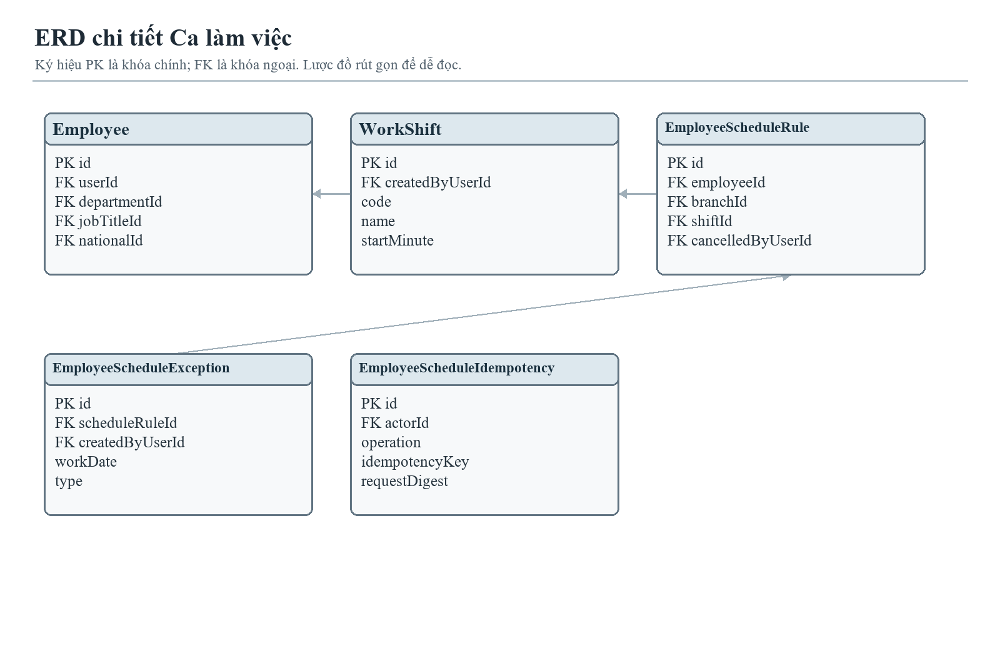 ERD chi tiết Ca làm việc
Ký hiệu PK là khóa chính; FK là khóa ngoại. Lược đồ rút gọn để dễ đọc.
Employee
PK id
FK userId
FK departmentId
FK jobTitleId
FK nationalId
WorkShift
PK id
FK createdByUserId
code
name
startMinute
EmployeeScheduleRule
PK id
FK employeeId
FK branchId
FK shiftId
FK cancelledByUserId
EmployeeScheduleException
PK id
FK scheduleRuleId
FK createdByUserId
workDate
type
EmployeeScheduleIdempotency
PK id
FK actorId
operation
idempotencyKey
requestDigest